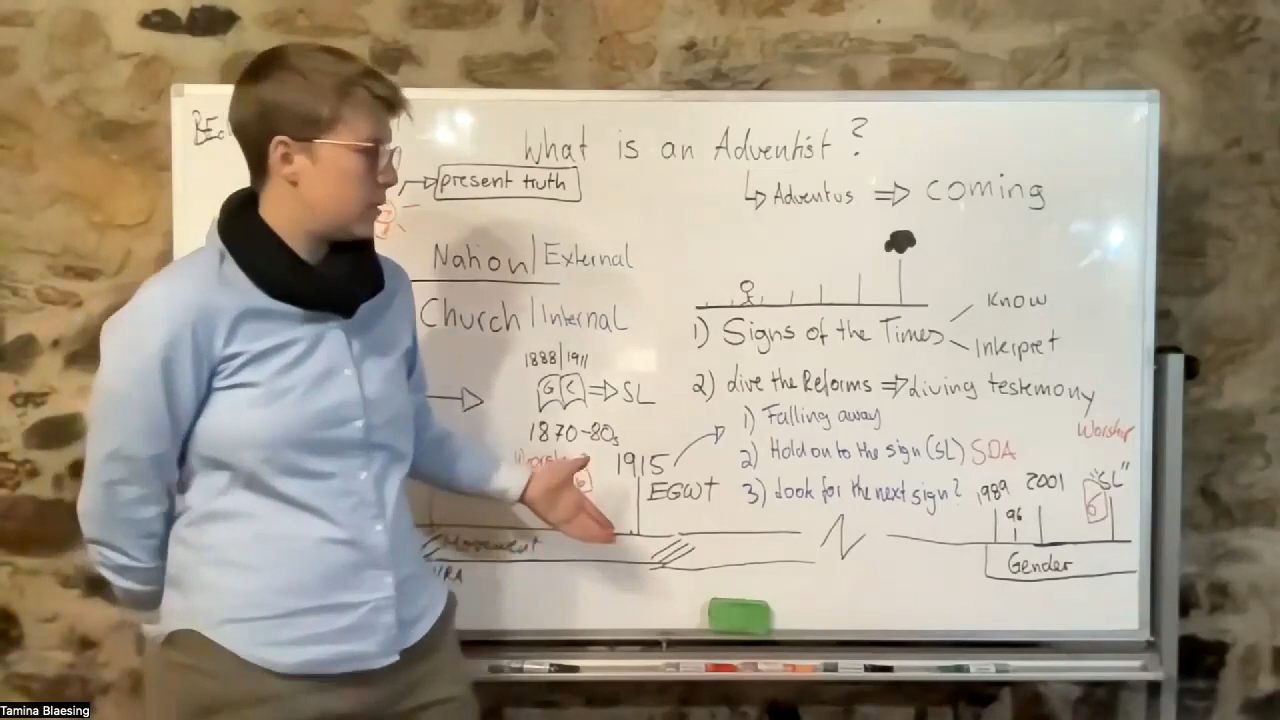 What is an Adventist ?
present truth
Adventus ⇒ coming
Nation/External
Church/Internal
1888/1911
G C ⇒ SL
1870-80s
1) Signs of the Times
Know
Interpret
2) Live the Reforms ⇒ Living testemony
1) Falling away
2) Hold on to the sign (SL) SDA
3) Look for the next sign?
Worship
1915
EGW†
1989
96
2001
"SL"
6
Movement
Gender
Tamina Blaesing